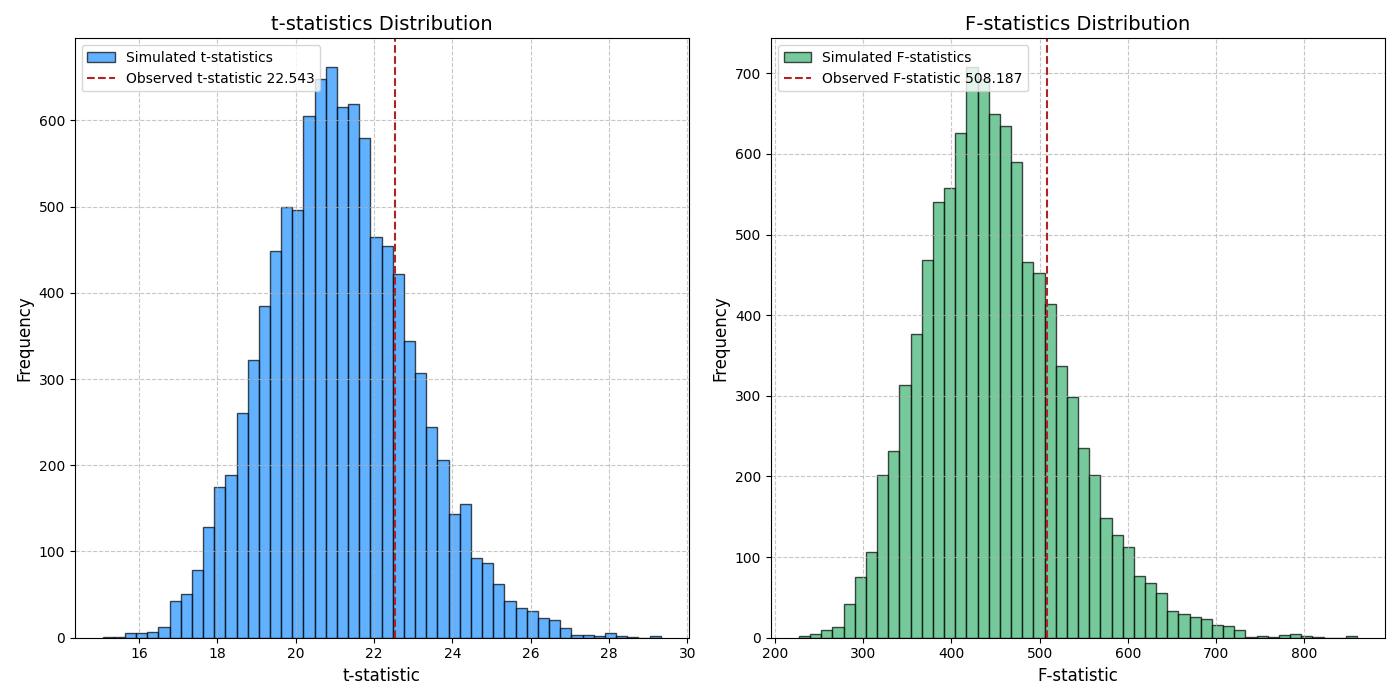 t-statistics Distribution
Simulated t-statistics
Observed t-statistic 22.543
Frequency
600
500
400
300
200
100
0
16 18 20 22 24 26 28 30
t-statistic
F-statistics Distribution
Simulated F-statistics
Observed F-statistic 508.187
Frequency
700
600
500
400
300
200
100
0
200 300 400 500 600 700 800
F-statistic